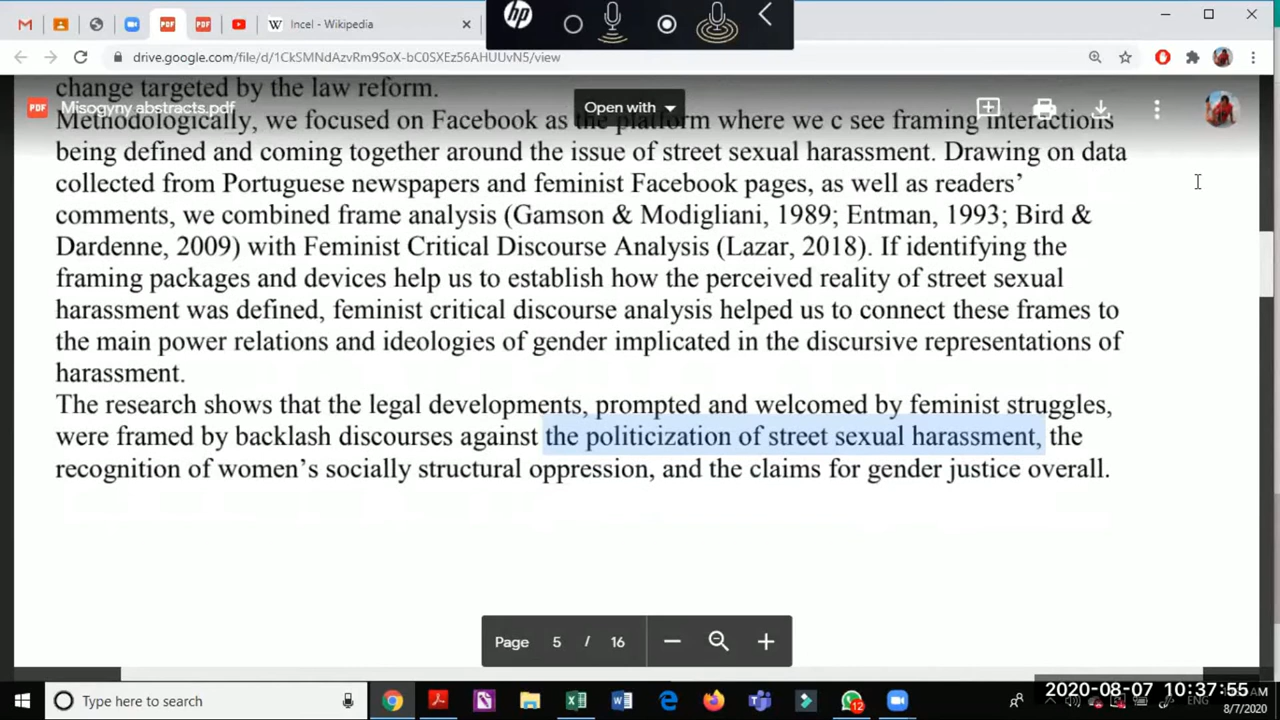 Incel - Wikipedia
hp
drive.google.com/file/d/1CkSMNdAzvRm9SoX-bC0SXEz56AHUUvN5/view
change targeted by the law reform.
PDF Misogyny abstracts.pdf
Open with
Methodologically, we focused on Facebook as the platform where we c see framing interactions
being defined and coming together around the issue of street sexual harassment. Drawing on data
collected from Portuguese newspapers and feminist Facebook pages, as well as readers’
comments, we combined frame analysis (Gamson & Modigliani, 1989; Entman, 1993; Bird &
Dardenne, 2009) with Feminist Critical Discourse Analysis (Lazar, 2018). If identifying the
framing packages and devices help us to establish how the perceived reality of street sexual
harassment was defined, feminist critical discourse analysis helped us to connect these frames to
the main power relations and ideologies of gender implicated in the discursive representations of
harassment.
The research shows that the legal developments, prompted and welcomed by feminist struggles,
were framed by backlash discourses against the politicization of street sexual harassment, the
recognition of women’s socially structural oppression, and the claims for gender justice overall.
Page 5 / 16
Type here to search
12
2020-08-07 10:37:55 AM
ENG
8/7/2020